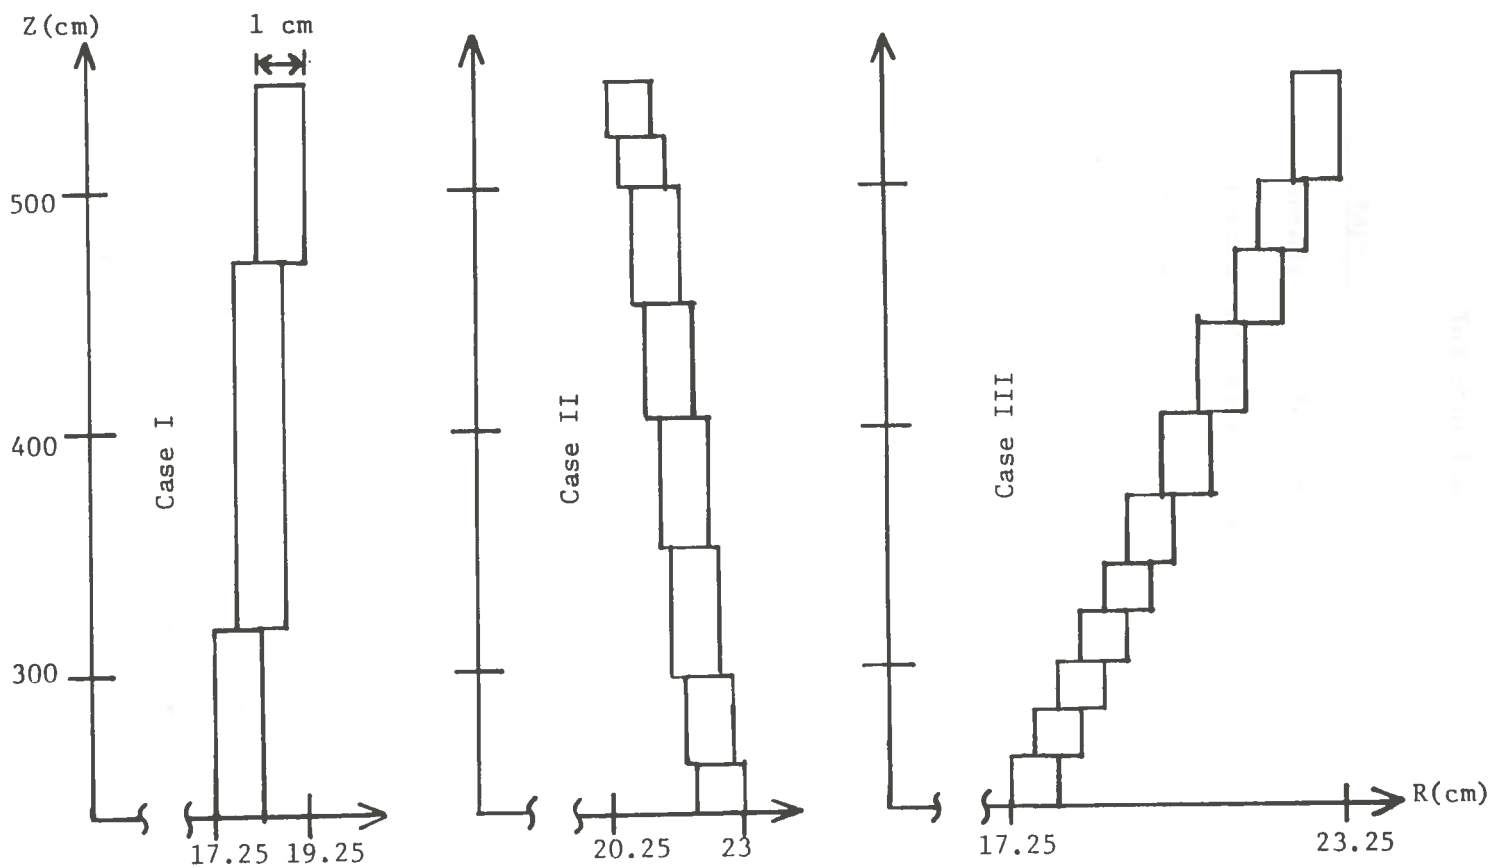 Z(cm)
1 cm
500
400
300
Case I
17.25 19.25
Case II
20.25 23
Case III
R(cm)
17.25 23.25